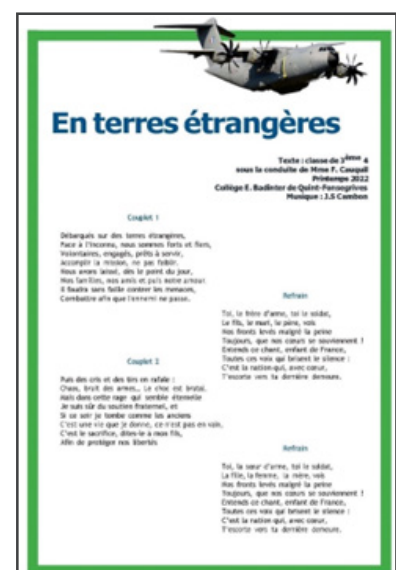 En terres étrangères
Texte : classe de 3ème 4
sous la conduite de Mme F. Cauquil
Printemps 2022
Collège E. Badinter de Quint-Fonsegrives
Musique : J.S Cambon
Couplet 1
Débarqués sur des terres étrangères,
Face à l'inconnu, nous sommes forts et fiers,
Volontaires, engagés, prêts à servir,
Accomplir la mission, ne pas faiblir.
Nous avons laissé, dès le point du jour,
Nos familles, nos amis et puis notre amour.
Il faudra sans faille contrer les menaces,
Combattre afin que l'ennemi ne passe.
Refrain
Toi, le frère d'arme, toi le soldat,
Le fils, le mari, le père, vois
Nos fronts levés malgré la peine
Toujours, que nos cœurs se souviennent !
Entends ce chant, enfant de France,
Toutes ces voix qui brisent le silence :
C'est la nation qui, avec cœur,
T'escorte vers ta dernière demeure.
Couplet 2
Puis des cris et des tirs en rafale :
Chaos, bruit des armes… Le choc est brutal.
Mais dans cette rage qui semble éternelle
Je suis sûr du soutien fraternel, et
Si ce soir je tombe comme les anciens
C'est une vie que je donne, ce n'est pas en vain,
C'est le sacrifice, dites-le à mon fils,
Afin de protéger nos libertés
Refrain
Toi, la sœur d'arme, toi le soldat,
La fille, la femme, la mère, vois
Nos fronts levés malgré la peine
Toujours, que nos cœurs se souviennent !
Entends ce chant, enfant de France,
Toutes ces voix qui brisent le silence :
C'est la nation qui, avec cœur,
T'escorte vers ta dernière demeure.